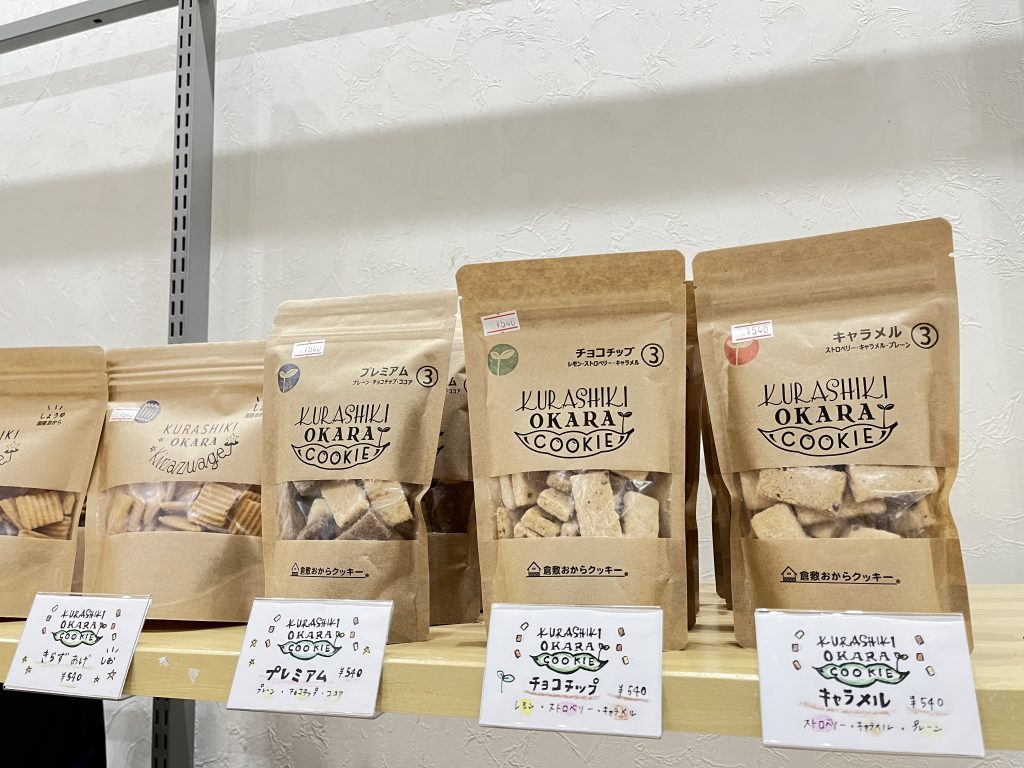 しょうゆ
国産おから
KURASHIKI
OKARA
Kirazuage
¥540
プレミアム
プレーン・チョコチップ・ココア
3
KURASHIKI
OKARA
COOKIE
倉敷おからクッキー®
¥540
チョコチップ
レモン・ストロベリー・キャラメル
3
KURASHIKI
OKARA
COOKIE
倉敷おからクッキー®
¥540
キャラメル
ストロベリー・キャラメル・プレーン
3
KURASHIKI
OKARA
COOKIE
倉敷おからクッキー®
KURASHIKI
OKARA
COOKIE
きらずあげ しお
¥540
KURASHIKI
OKARA
COOKIE
プレミアム ¥540
プレーン・チョコチップ・ココア
KURASHIKI
OKARA
COOKIE
チョコチップ ¥540
レモン・ストロベリー・キャラメル
KURASHIKI
OKARA
COOKIE
キャラメル ¥540
ストロベリー・キャラメル・プレーン